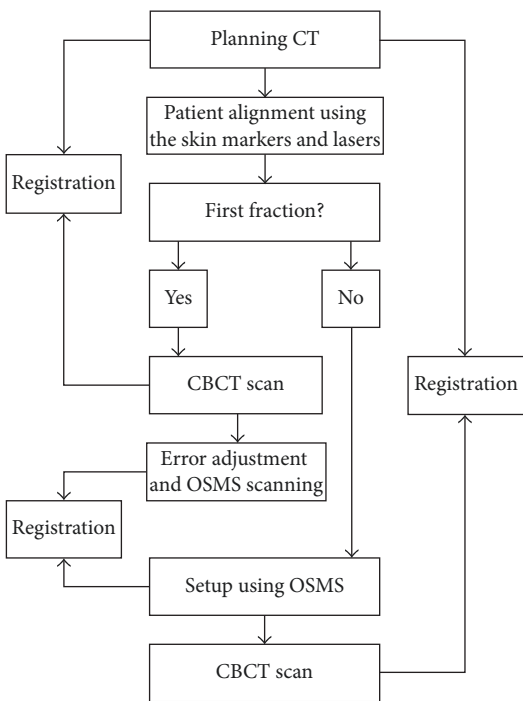 Planning CT
Patient alignment using
the skin markers and lasers
Registration
First fraction?
Yes
No
CBCT scan
Registration
Error adjustment
and OSMS scanning
Registration
Setup using OSMS
CBCT scan